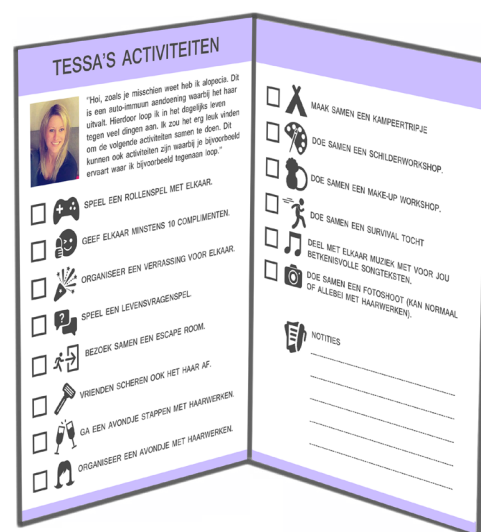 TESSA'S ACTIVITEITEN
"Hoi, zoals je misschien weet heb ik alopecia. Dit
is een auto-immuun aandoening waarbij het haar
uitvalt. Hierdoor loop ik in het degelijks leven
tegen veel dingen aan. Ik zou het erg leuk vinden
om de volgende activiteiten samen te doen. Dit
kunnen ook activiteiten zijn waarbij je bijvoorbeeld
ervaart waar ik bijvoorbeeld tegenaan loop."
SPEEL EEN ROLLENSPEL MET ELKAAR.
GEEF ELKAAR MINSTENS 10 COMPLIMENTEN.
ORGANISEER EEN VERRASSING VOOR ELKAAR.
SPEEL EEN LEVENSVRAGENSPEL.
BEZOEK SAMEN EEN ESCAPE ROOM.
VRIENDEN SCHEREN OOK HET HAAR AF.
GA EEN AVONDJE STAPPEN MET HAARWERKEN.
ORGANISEER EEN AVONDJE MET HAARWERKEN.
MAAK SAMEN EEN KAMPEERTRIPJE
DOE SAMEN EEN SCHILDERWORKSHOP.
DOE SAMEN EEN MAKE-UP WORKSHOP.
DOE SAMEN EEN SURVIVAL TOCHT
DEEL MET ELKAAR MUZIEK MET VOOR JOU
BETKENISVOLLE SONGTEKSTEN.
DOE SAMEN EEN FOTOSHOOT (KAN NORMAAL
OF ALLEBEI MET HAARWERKEN).
NOTITIES